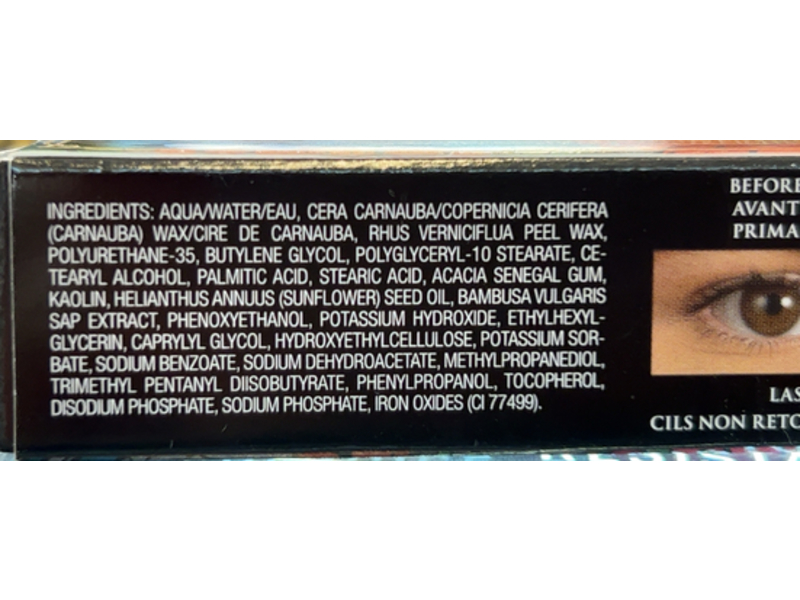 INGREDIENTS: AQUA/WATER/EAU, CERA CARNAUBA/COPERNICIA CERIFERA
(CARNAUBA) WAX/CIRE DE CARNAUBA, RHUS VERNICIFLUA PEEL WAX,
POLYURETHANE-35, BUTYLENE GLYCOL, POLYGLYCERYL-10 STEARATE, CE-
TEARYL ALCOHOL, PALMITIC ACID, STEARIC ACID, ACACIA SENEGAL GUM,
KAOLIN, HELIANTHUS ANNUUS (SUNFLOWER) SEED OIL, BAMBUSA VULGARIS
SAP EXTRACT, PHENOXYETHANOL, POTASSIUM HYDROXIDE, ETHYLHEXYL-
GLYCERIN, CAPRYLYL GLYCOL, HYDROXYETHYLCELLULOSE, POTASSIUM SOR-
BATE, SODIUM BENZOATE, SODIUM DEHYDROACETATE, METHYLPROPANEDIOL,
TRIMETHYL PENTANYL DIISOBUTYRATE, PHENYLPROPANOL, TOCOPHEROL,
DISODIUM PHOSPHATE, SODIUM PHOSPHATE, IRON OXIDES (CI 77499).
BEFORE
AVANT
PRIMA
LAS
CILS NON RETO